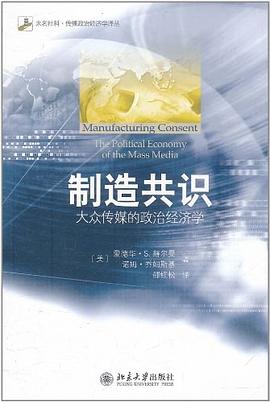 未名社科·传媒政治经济学译丛
Manufacturing Consent
The Political Economy
of the Mass Media
制造共识
大众传媒的政治经济学
[美] 爱德华·S.赫尔曼
诺姆·乔姆斯基 著
邵红松 译
北京大学出版社